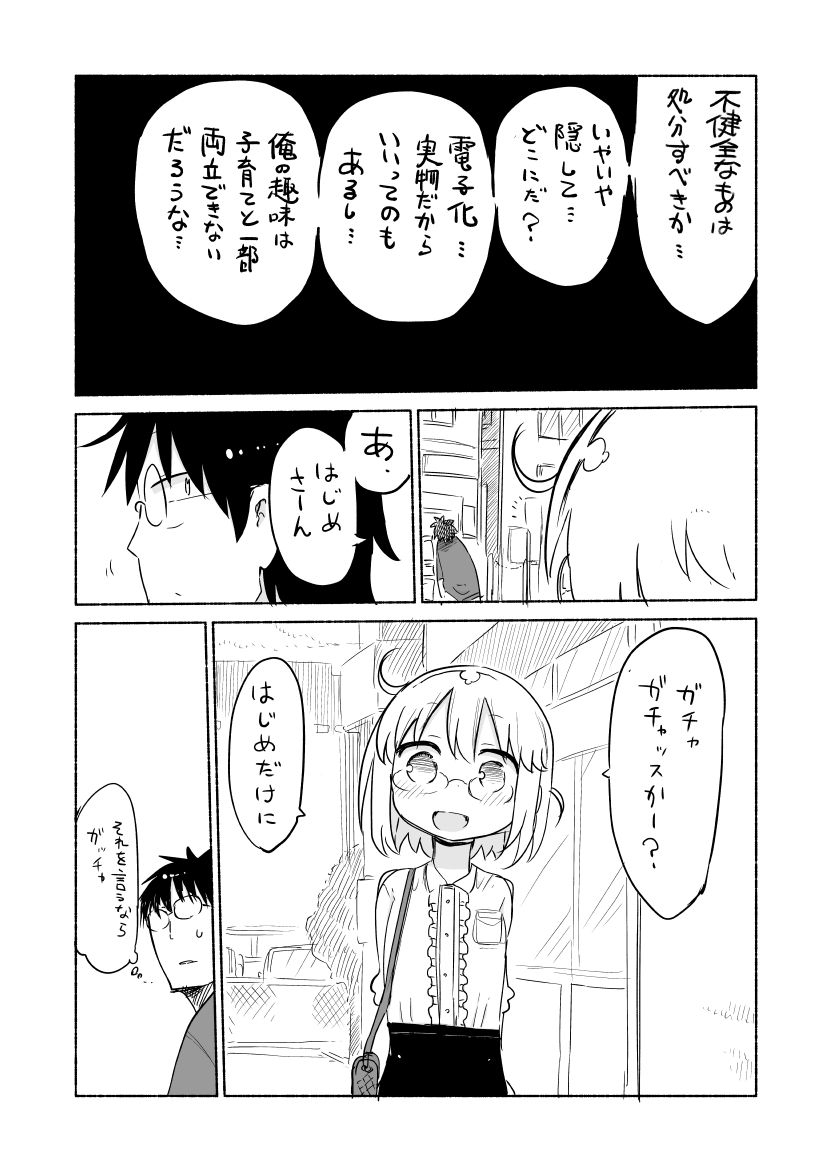 不健全なものは
処分すべきか…
いやいや
隠して…
どこにだ？
電子化…
実物だから
いいってのも
あるし…
俺の趣味は
子育てと一部
両立できない
だろうな…
あ、
はじめ
さーん
ガチャ
ガチャッスかー？
はじめだけに
それを言うなら
ガッチャ